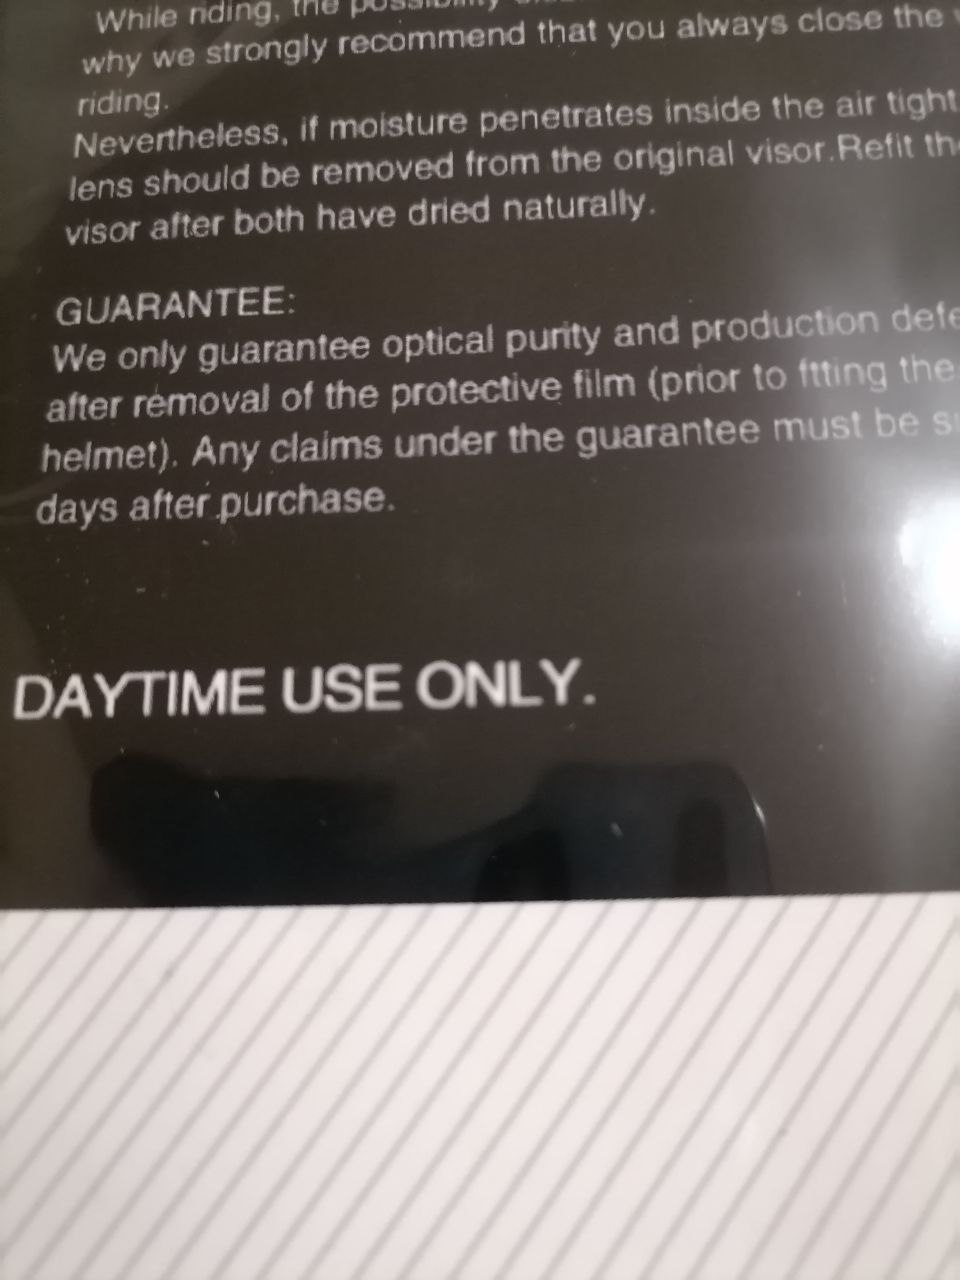 While riding, the possibility
why we strongly recommend that you always close the
riding.
Nevertheless, if moisture penetrates inside the air tight
lens should be removed from the original visor.Refit
visor after both have dried naturally.
GUARANTEE:
We only guarantee optical purity and production
after removal of the protective film (prior to ftting the
helmet). Any claims under the guarantee must be
days after purchase.
DAYTIME USE ONLY.